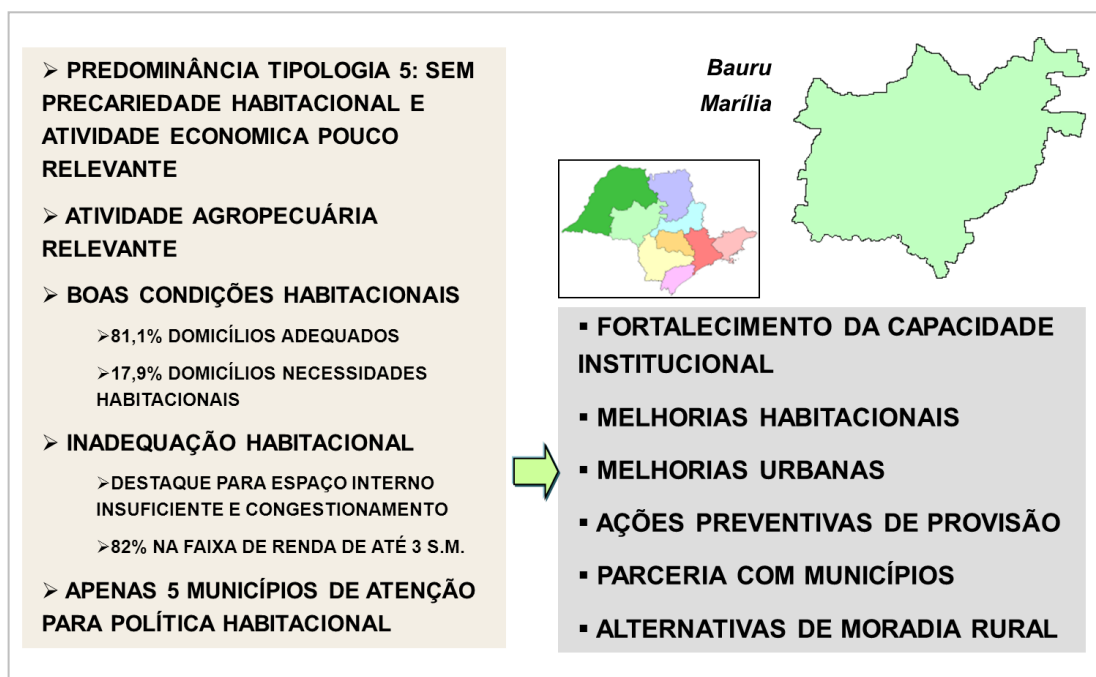 ➢ PREDOMINÂNCIA TIPOLOGIA 5: SEM
PRECARIEDADE HABITACIONAL E
ATIVIDADE ECONOMICA POUCO
RELEVANTE
➢ ATIVIDADE AGROPECUÁRIA
RELEVANTE
➢ BOAS CONDIÇÕES HABITACIONAIS
➢81,1% DOMICÍLIOS ADEQUADOS
➢17,9% DOMICÍLIOS NECESSIDADES
HABITACIONAIS
➢ INADEQUAÇÃO HABITACIONAL
➢DESTAQUE PARA ESPAÇO INTERNO
INSUFICIENTE E CONGESTIONAMENTO
➢82% NA FAIXA DE RENDA DE ATÉ 3 S.M.
➢ APENAS 5 MUNICÍPIOS DE ATENÇÃO
PARA POLÍTICA HABITACIONAL
Bauru
Marília
▪ FORTALECIMENTO DA CAPACIDADE
INSTITUCIONAL
▪ MELHORIAS HABITACIONAIS
▪ MELHORIAS URBANAS
▪ AÇÕES PREVENTIVAS DE PROVISÃO
▪ PARCERIA COM MUNICÍPIOS
▪ ALTERNATIVAS DE MORADIA RURAL